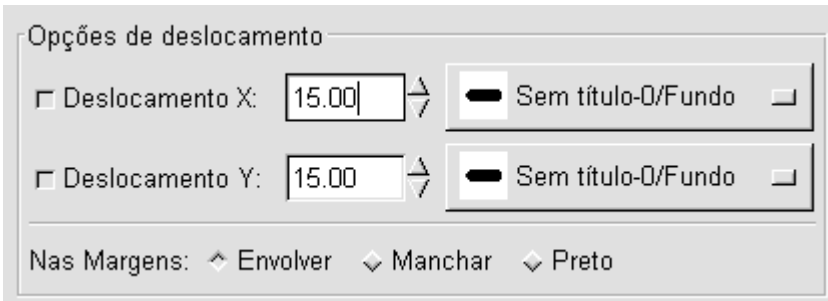 Opções de deslocamento
Deslocamento X: 15.00 Sem título-0/Fundo
Deslocamento Y: 15.00 Sem título-0/Fundo
Nas Margens: Envolver Manchar Preto